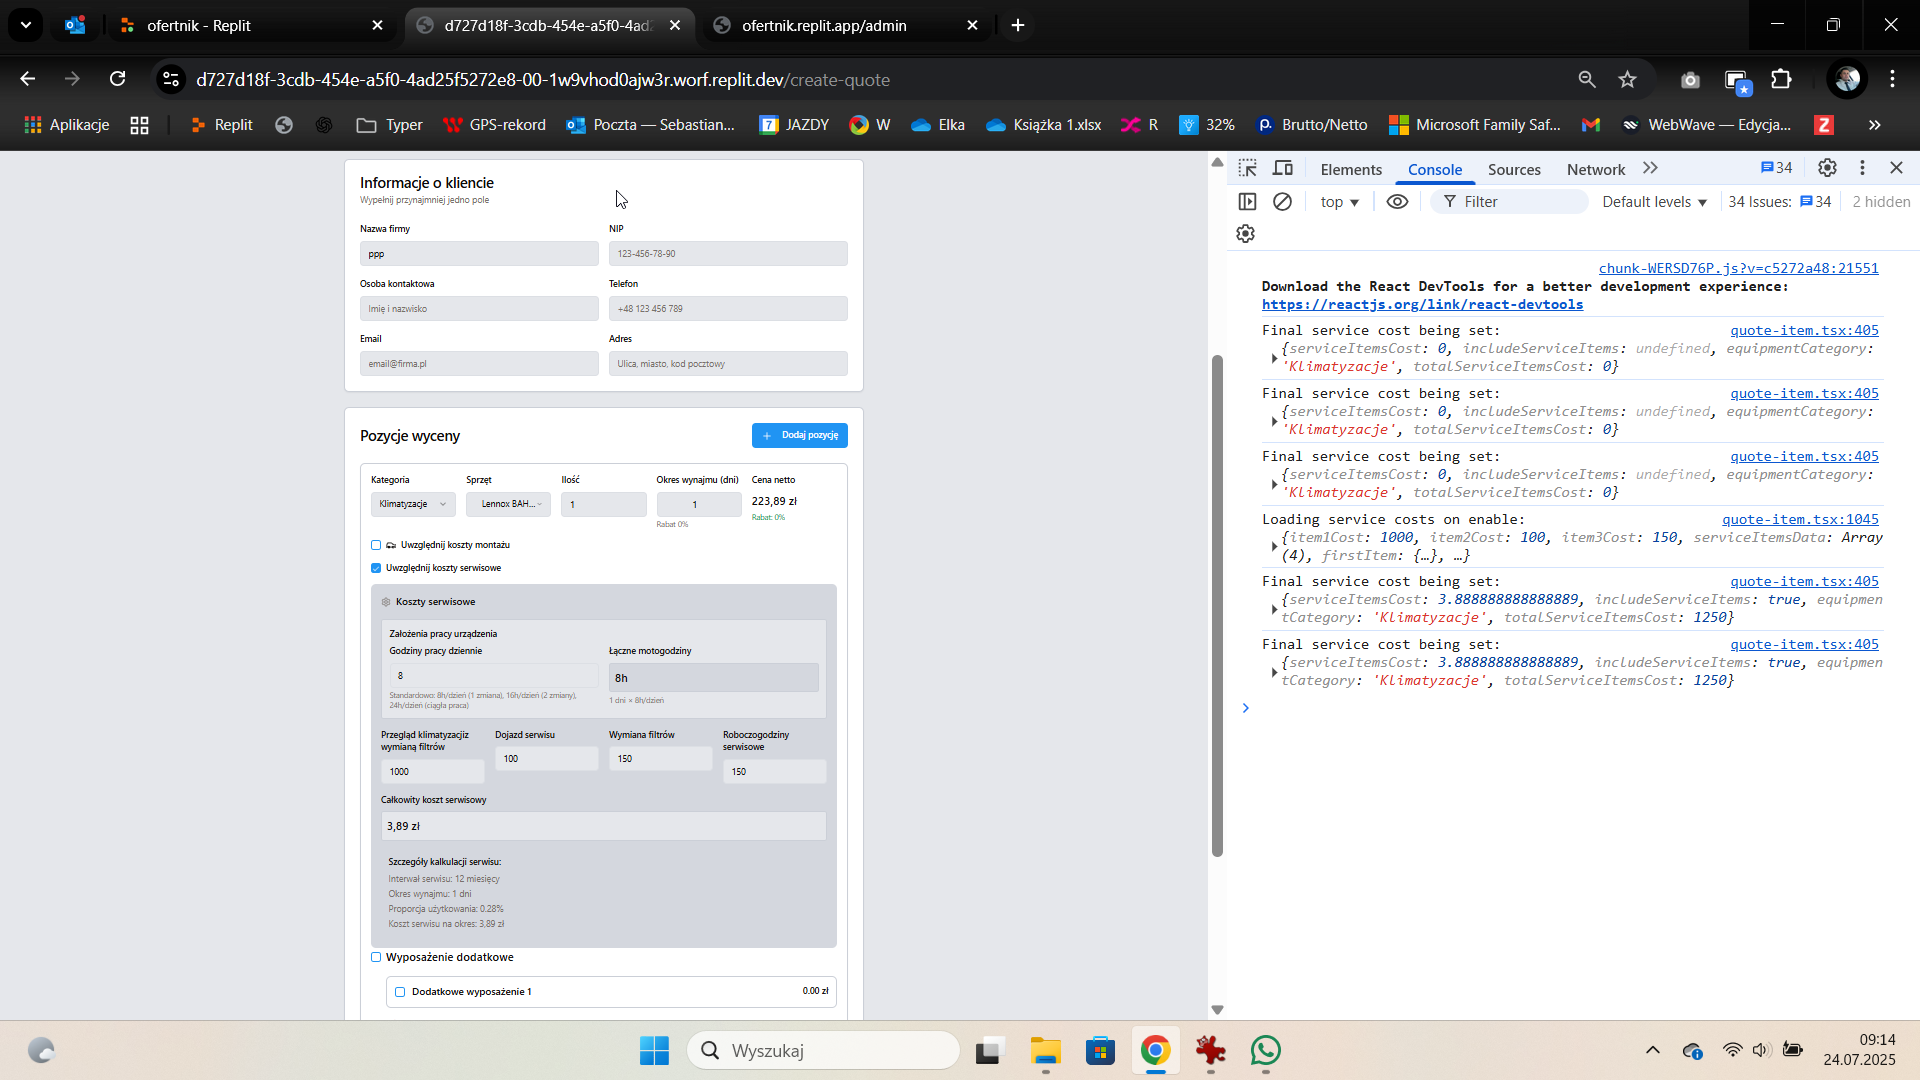 ofertnik - Replit
d727d18f-3cdb-454e-a5f0-4ad
ofertnik.replit.app/admin
d727d18f-3cdb-454e-a5f0-4ad25f5272e8-00-1w9vhod0ajw3r.worf.replit.dev/create-quote
Aplikacje
Replit
Typer
GPS-rekord
Poczta — Sebastian...
7 JAZDY
W
Elka
Książka 1.xlsx
R
32%
Brutto/Netto
Microsoft Family Saf...
WebWave — Edycja...
Z
Informacje o kliencie
Wypełnij przynajmniej jedno pole
Nazwa firmy
NIP
ppp
123-456-78-90
Osoba kontaktowa
Telefon
Imię i nazwisko
+48 123 456 789
Email
Adres
email@firma.pl
Ulica, miasto, kod pocztowy
Pozycje wyceny
+ Dodaj pozycję
Kategoria
Sprzęt
Ilość
Okres wynajmu (dni)
Cena netto
Klimatyzacje
Lennox BAH...
1
1
223,89 zł
Rabat: 0%
Rabat 0%
Uwzględnij koszty montażu
Uwzględnij koszty serwisowe
Koszty serwisowe
Założenia pracy urządzenia
Godziny pracy dziennie
Łączne motogodziny
8
8h
Standardowo: 8h/dzień (1 zmiana), 16h/dzień (2 zmiany),
24h/dzień (ciągła praca)
1 dni × 8h/dzień
Przegląd klimatyzacjiz
wymianą filtrów
Dojazd serwisu
Wymiana filtrów
Roboczogodziny
serwisowe
1000
100
150
150
Całkowity koszt serwisowy
3,89 zł
Szczegóły kalkulacji serwisu:
Interwał serwisu: 12 miesięcy
Okres wynajmu: 1 dni
Proporcja użytkowania: 0.28%
Koszt serwisu na okres: 3,89 zł
Wyposażenie dodatkowe
Dodatkowe wyposażenie 1
0.00 zł
Elements
Console
Sources
Network
34
top
Filter
Default levels
34 Issues:
34
2 hidden
chunk-WERSD76P.js?v=c5272a48:21551
Download the React DevTools for a better development experience:
https://reactjs.org/link/react-devtools
Final service cost being set: quote-item.tsx:405
{serviceItemsCost: 0, includeServiceItems: undefined, equipmentCategory:
'Klimatyzacje', totalServiceItemsCost: 0}
Final service cost being set: quote-item.tsx:405
{serviceItemsCost: 0, includeServiceItems: undefined, equipmentCategory:
'Klimatyzacje', totalServiceItemsCost: 0}
Final service cost being set: quote-item.tsx:405
{serviceItemsCost: 0, includeServiceItems: undefined, equipmentCategory:
'Klimatyzacje', totalServiceItemsCost: 0}
Loading service costs on enable: quote-item.tsx:1045
{item1Cost: 1000, item2Cost: 100, item3Cost: 150, serviceItemsData: Array
(4), firstItem: {…}, …}
Final service cost being set: quote-item.tsx:405
{serviceItemsCost: 3.888888888888889, includeServiceItems: true, equipmen
tCategory: 'Klimatyzacje', totalServiceItemsCost: 1250}
Final service cost being set: quote-item.tsx:405
{serviceItemsCost: 3.888888888888889, includeServiceItems: true, equipmen
tCategory: 'Klimatyzacje', totalServiceItemsCost: 1250}
Wyszukaj
09:14
24.07.2025